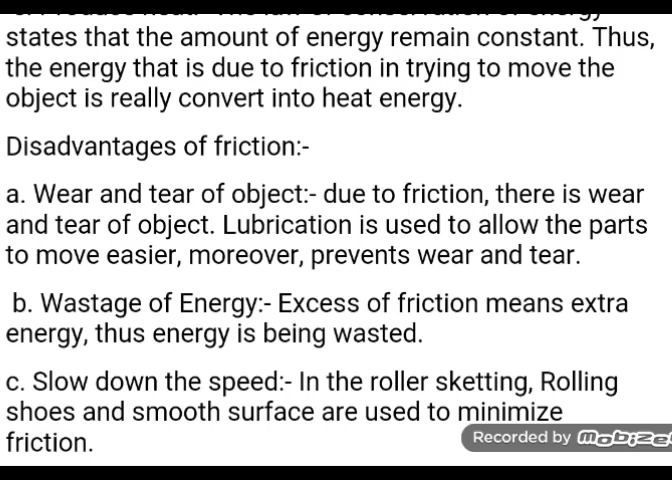 states that the amount of energy remain constant. Thus,
the energy that is due to friction in trying to move the
object is really convert into heat energy.
Disadvantages of friction:-
a. Wear and tear of object:- due to friction, there is wear
and tear of object. Lubrication is used to allow the parts
to move easier, moreover, prevents wear and tear.
b. Wastage of Energy:- Excess of friction means extra
energy, thus energy is being wasted.
c. Slow down the speed:- In the roller sketting, Rolling
shoes and smooth surface are used to minimize
friction.
Recorded by